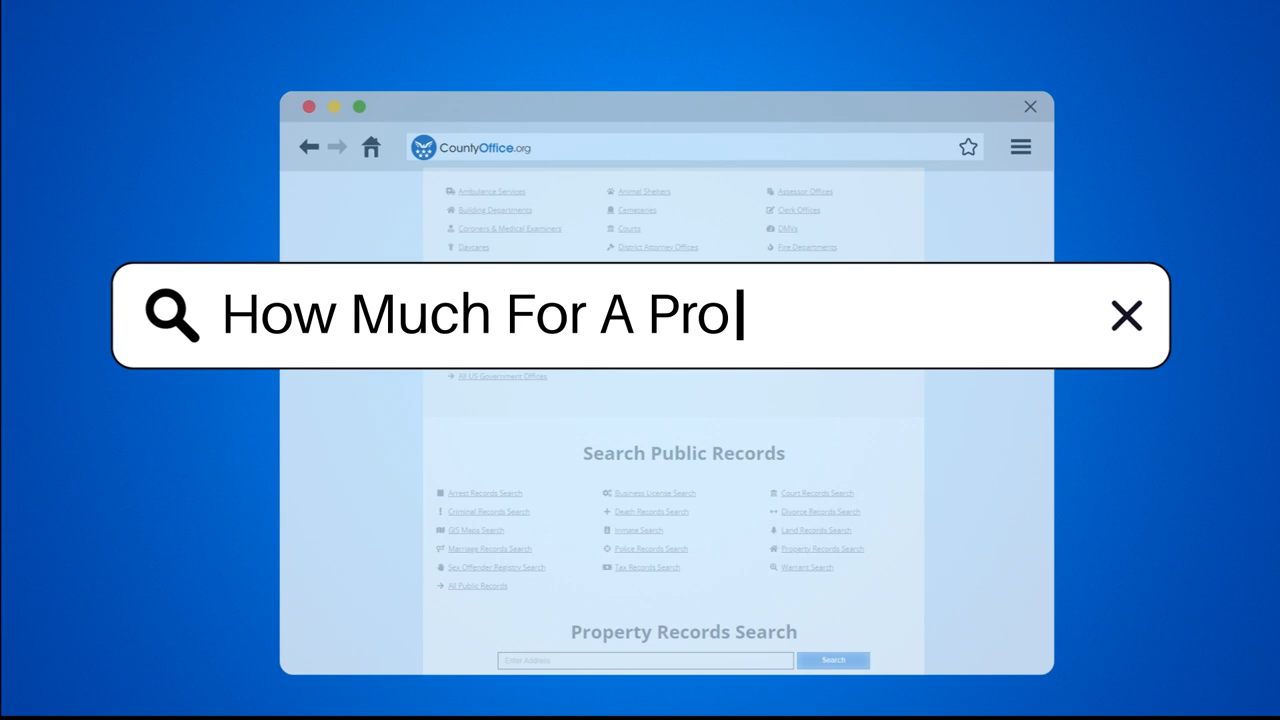 CountyOffice.org
Ambulance Services Animal Shelters Assessor Offices
Building Departments Cemeteries Clerk Offices
Coroners & Medical Examiners Courts DMVs
Daycares District Attorney Offices Fire Departments
How Much For A Pro
All US Government Offices
Search Public Records
Arrest Records Search Business License Search Court Records Search
Criminal Records Search Death Records Search Divorce Records Search
GIS Maps Search Inmate Search Land Records Search
Marriage Records Search Police Records Search Property Records Search
Sex Offender Registry Search Tax Records Search Warrant Search
All Public Records
Property Records Search
Enter Address Search